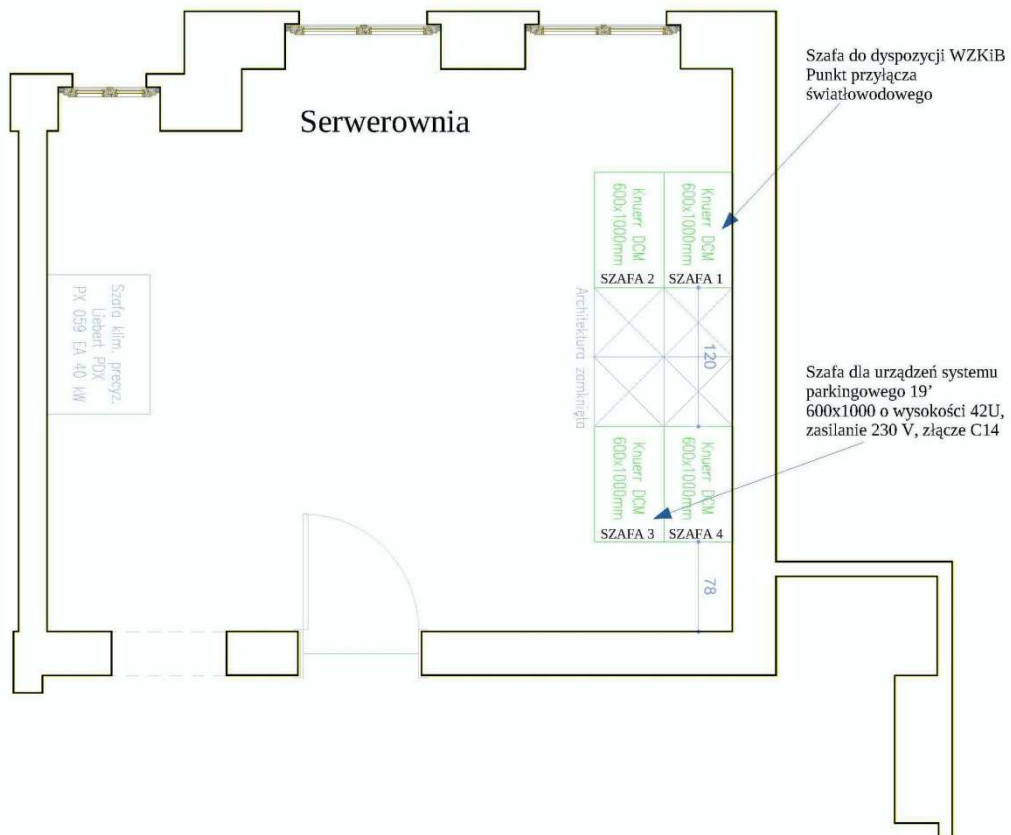 Szafa do dyspozycji WZKiB
Punkt przyłącza
światłowodowego
Serwerownia
Knuerr DCM
600x1000mm
SZAFA 2
Knuerr DCM
600x1000mm
SZAFA 1
Szafa klim. precyz.
Liebert PDX
PX 059 EA 40 kW
Architektura zamknięta
120
Szafa dla urządzeń systemu
parkingowego 19’
600x1000 o wysokości 42U,
zasilanie 230 V, złącze C14
Knuerr DCM
600x1000mm
SZAFA 3
Knuerr DCM
600x1000mm
SZAFA 4
78